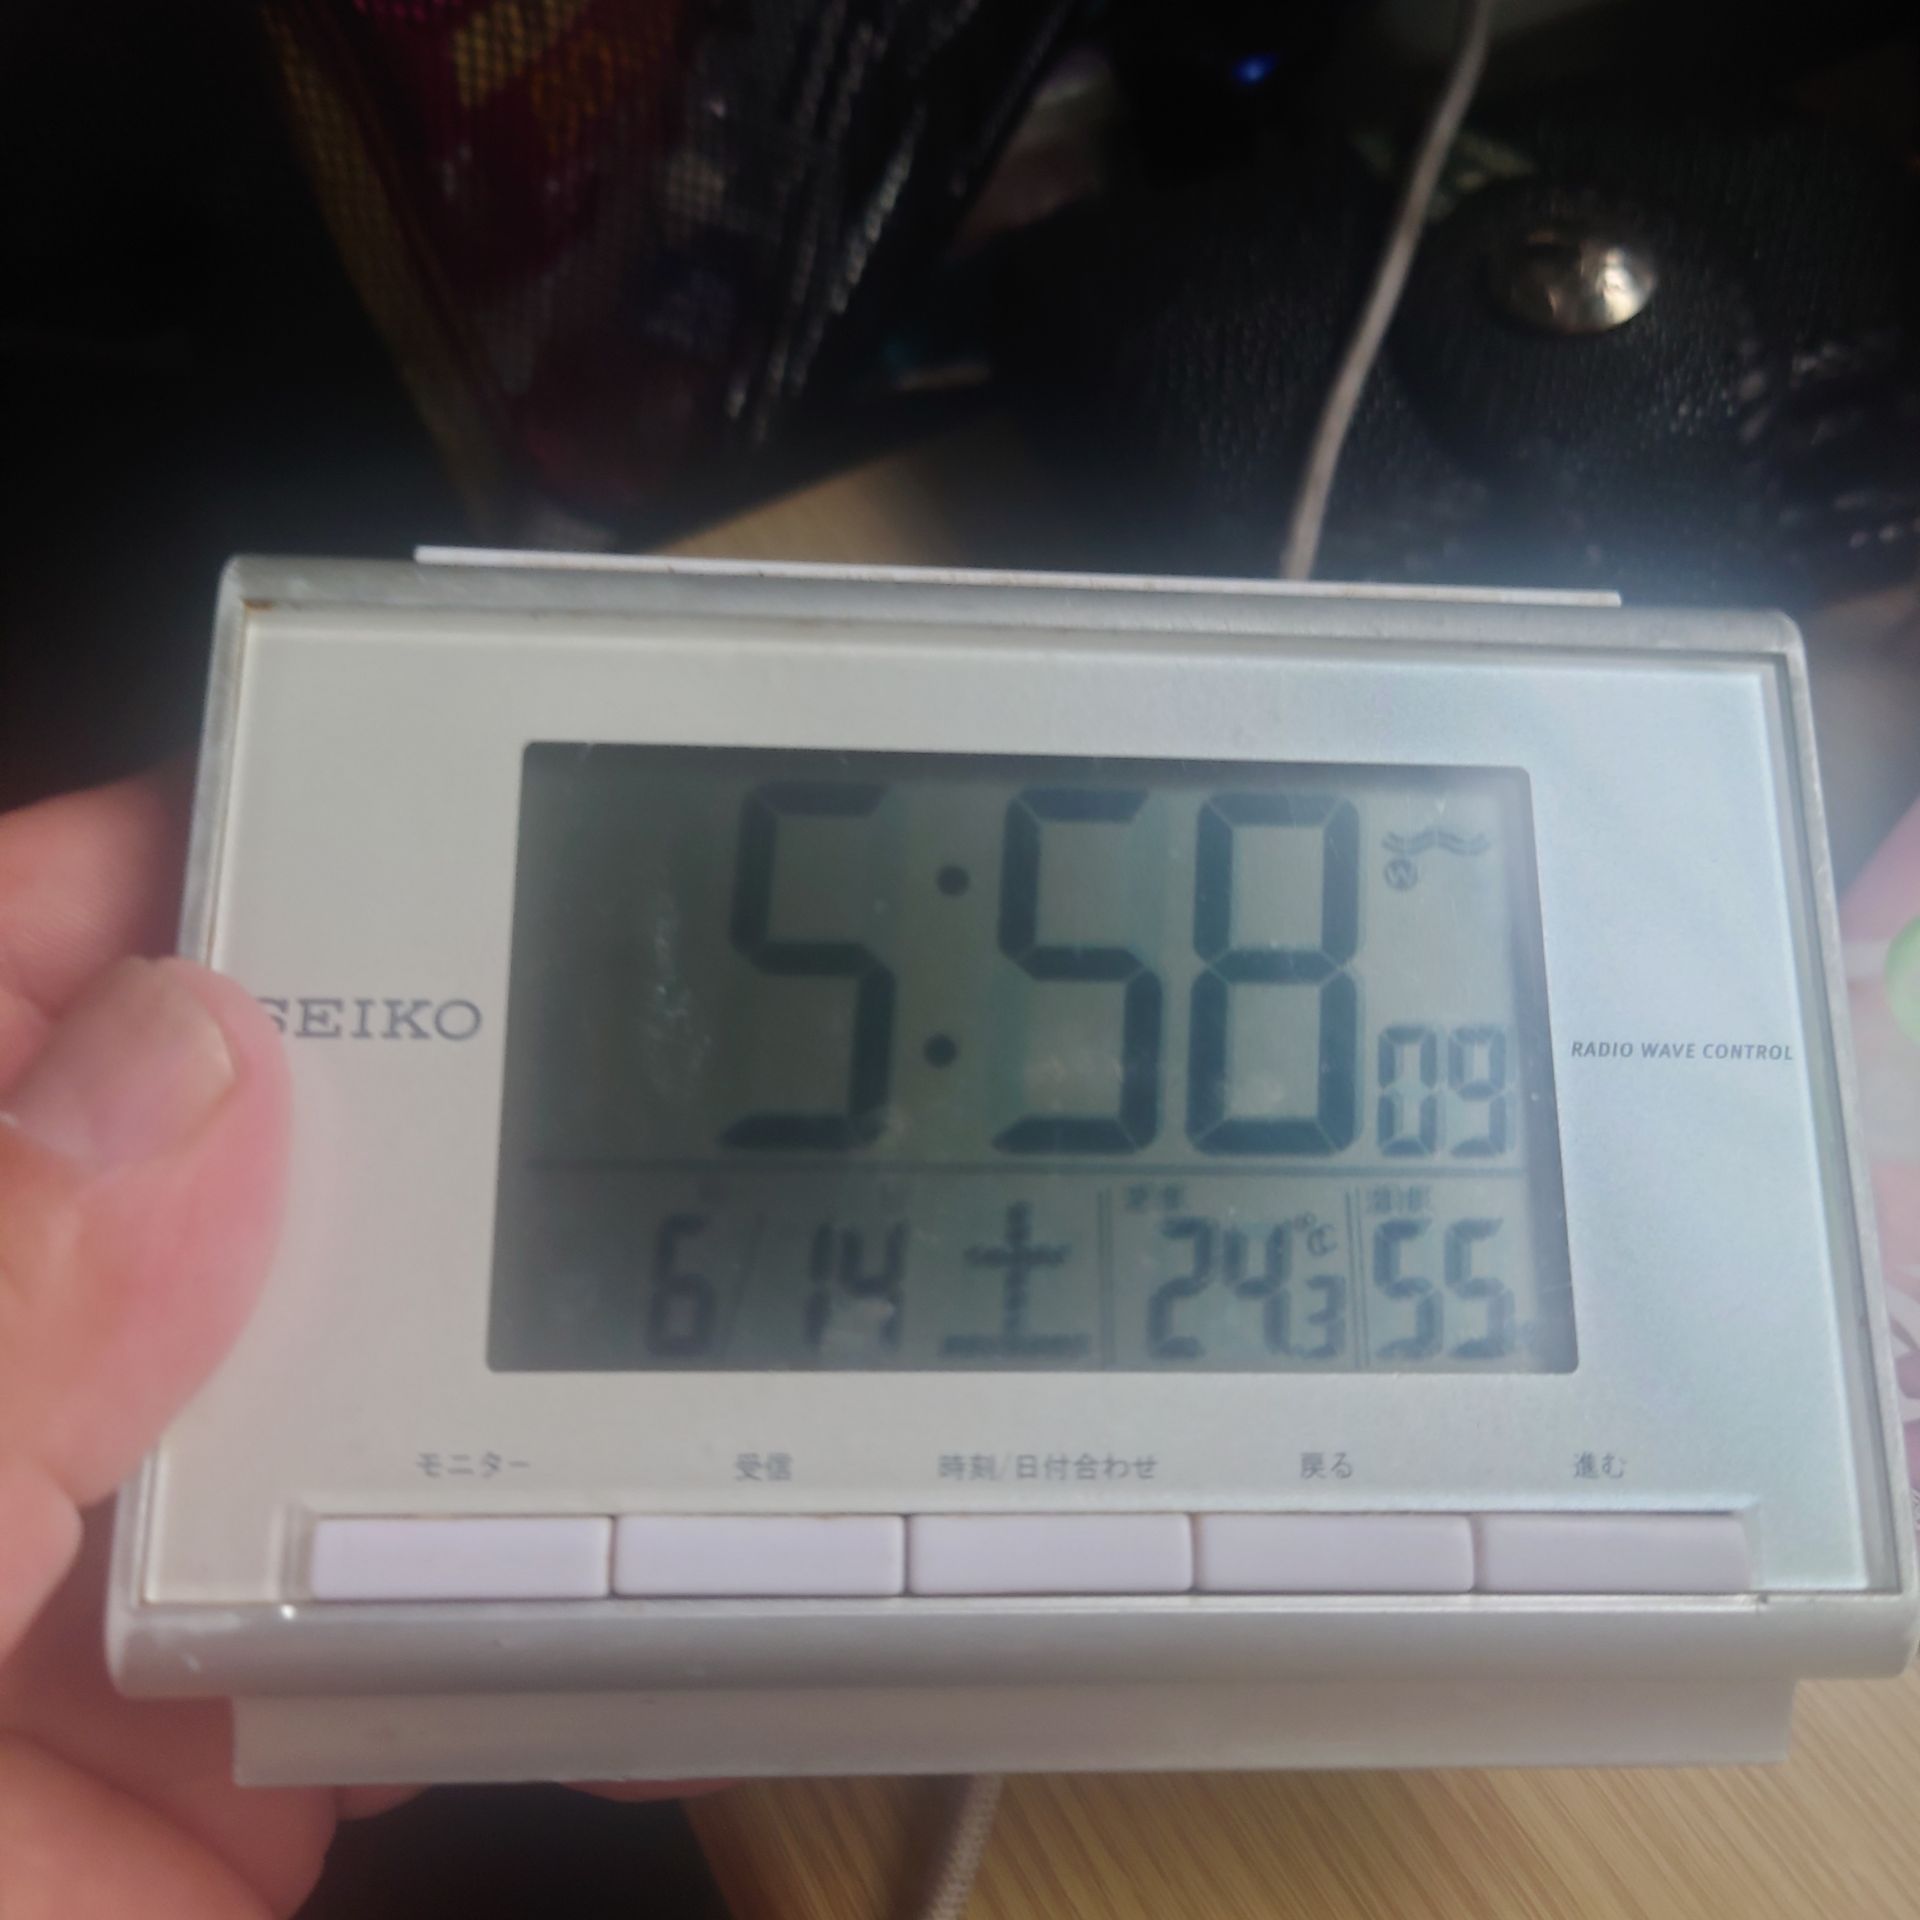 5:58 09
SEIKO
RADIO WAVE CONTROL
6/14 土 24.3℃ 55
モニター 受信 時刻/日付合わせ 戻る 進む